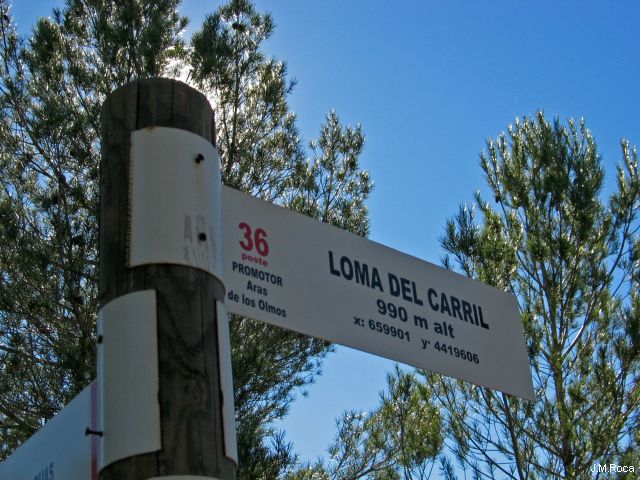 36
poste
PROMOTOR
Aras
de los Olmos
LOMA DEL CARRIL
990 m alt
x: 659901 y: 4419606
J.M.Roca